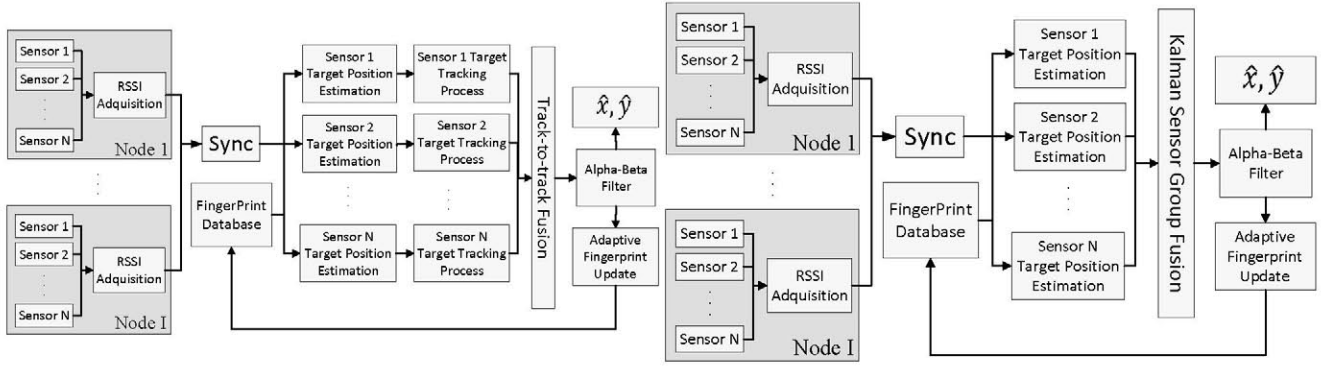 Sensor 1
Sensor 2
Sensor N
RSSI
Adquisition
Node 1
Sensor 1
Sensor 2
Sensor N
RSSI
Adquisition
Node I
Sync
FingerPrint
Database
Sensor 1
Target Position
Estimation
Sensor 1 Target
Tracking
Process
Sensor 2
Target Position
Estimation
Sensor 2
Target Tracking
Process
Sensor N
Target Position
Estimation
Sensor N
Target Tracking
Process
Track-to-track Fusion
x̂, ŷ
Alpha-Beta
Filter
Adaptive
Fingerprint
Update
Sensor 1
Sensor 2
Sensor N
RSSI
Adquisition
Node 1
Sensor 1
Sensor 2
Sensor N
RSSI
Adquisition
Node I
Sync
FingerPrint
Database
Sensor 1
Target Position
Estimation
Sensor 2
Target Position
Estimation
Sensor N
Target Position
Estimation
Kalman Sensor Group Fusion
x̂, ŷ
Alpha-Beta
Filter
Adaptive
Fingerprint
Update